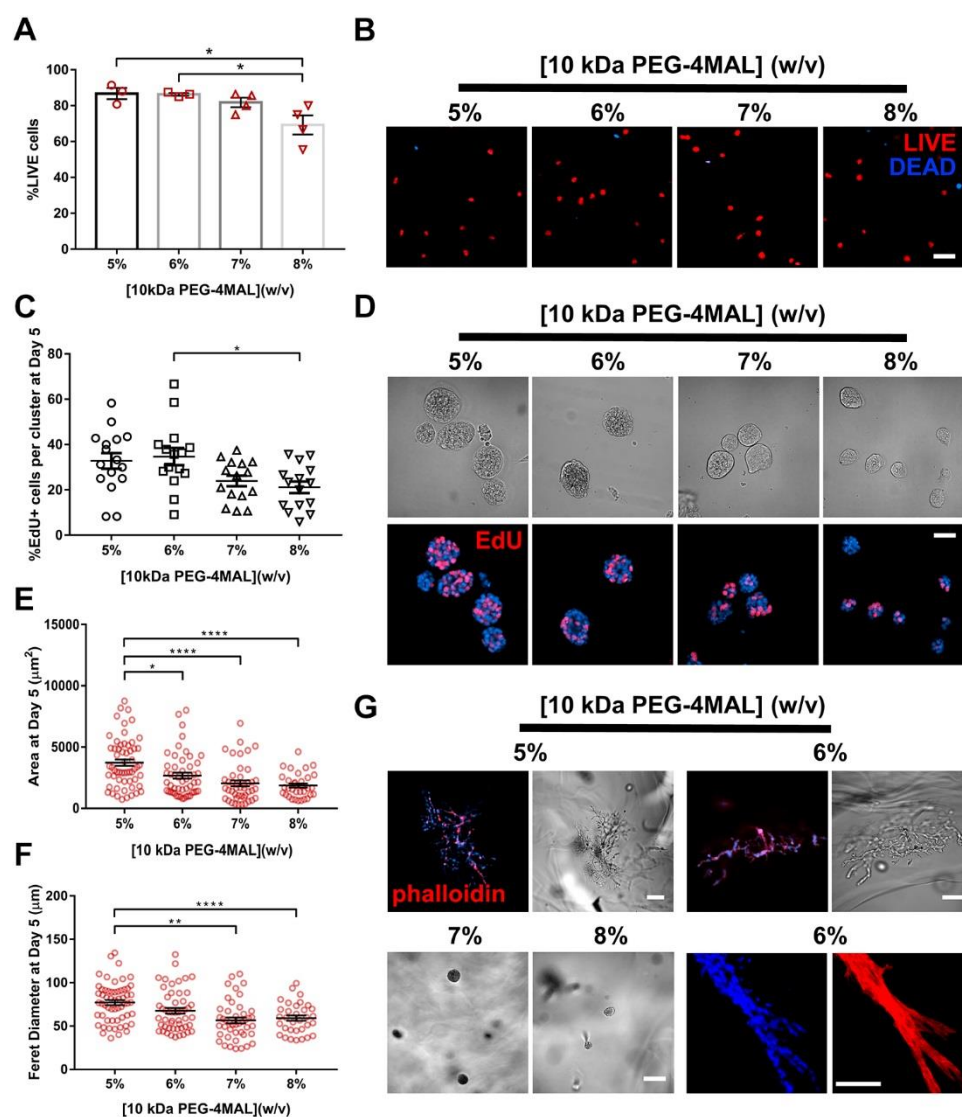 A
*
*
100
80
60
40
20
0
%LIVE cells
5% 6% 7% 8%
[10kDa PEG-4MAL](w/v)
B
[10 kDa PEG-4MAL] (w/v)
5% 6% 7% 8%
LIVE
DEAD
C
*
80
60
40
20
0
%EdU+ cells per cluster at Day 5
5% 6% 7% 8%
[10kDa PEG-4MAL](w/v)
D
[10 kDa PEG-4MAL] (w/v)
5% 6% 7% 8%
EdU
E
****
****
*
15000
10000
5000
0
Area at Day 5 (μm²)
5% 6% 7% 8%
[10 kDa PEG-4MAL](w/v)
F
****
**
200
150
100
50
0
Feret Diameter at Day 5 (μm)
5% 6% 7% 8%
[10 kDa PEG-4MAL](w/v)
G
[10 kDa PEG-4MAL] (w/v)
5% 6%
phalloidin
7% 8% 6%